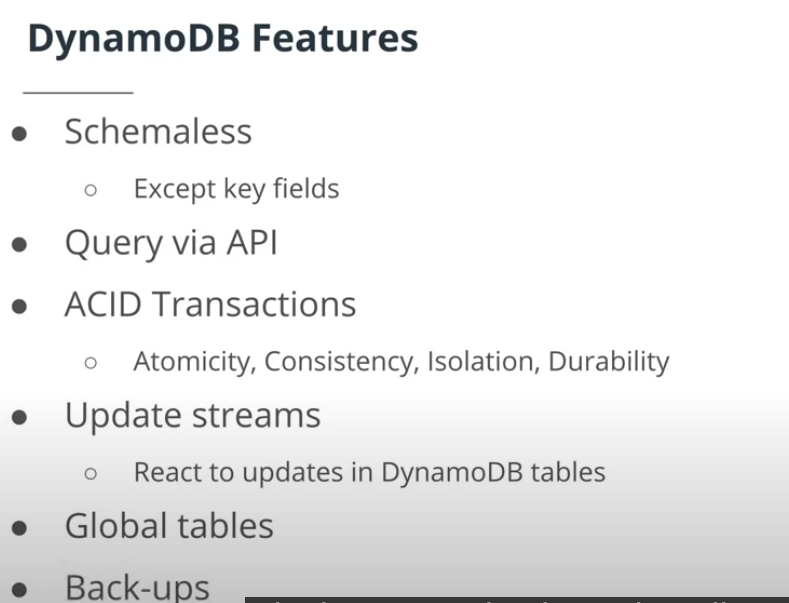 DynamoDB Features
● Schemaless
○ Except key fields
● Query via API
● ACID Transactions
○ Atomicity, Consistency, Isolation, Durability
● Update streams
○ React to updates in DynamoDB tables
● Global tables
● Back-ups